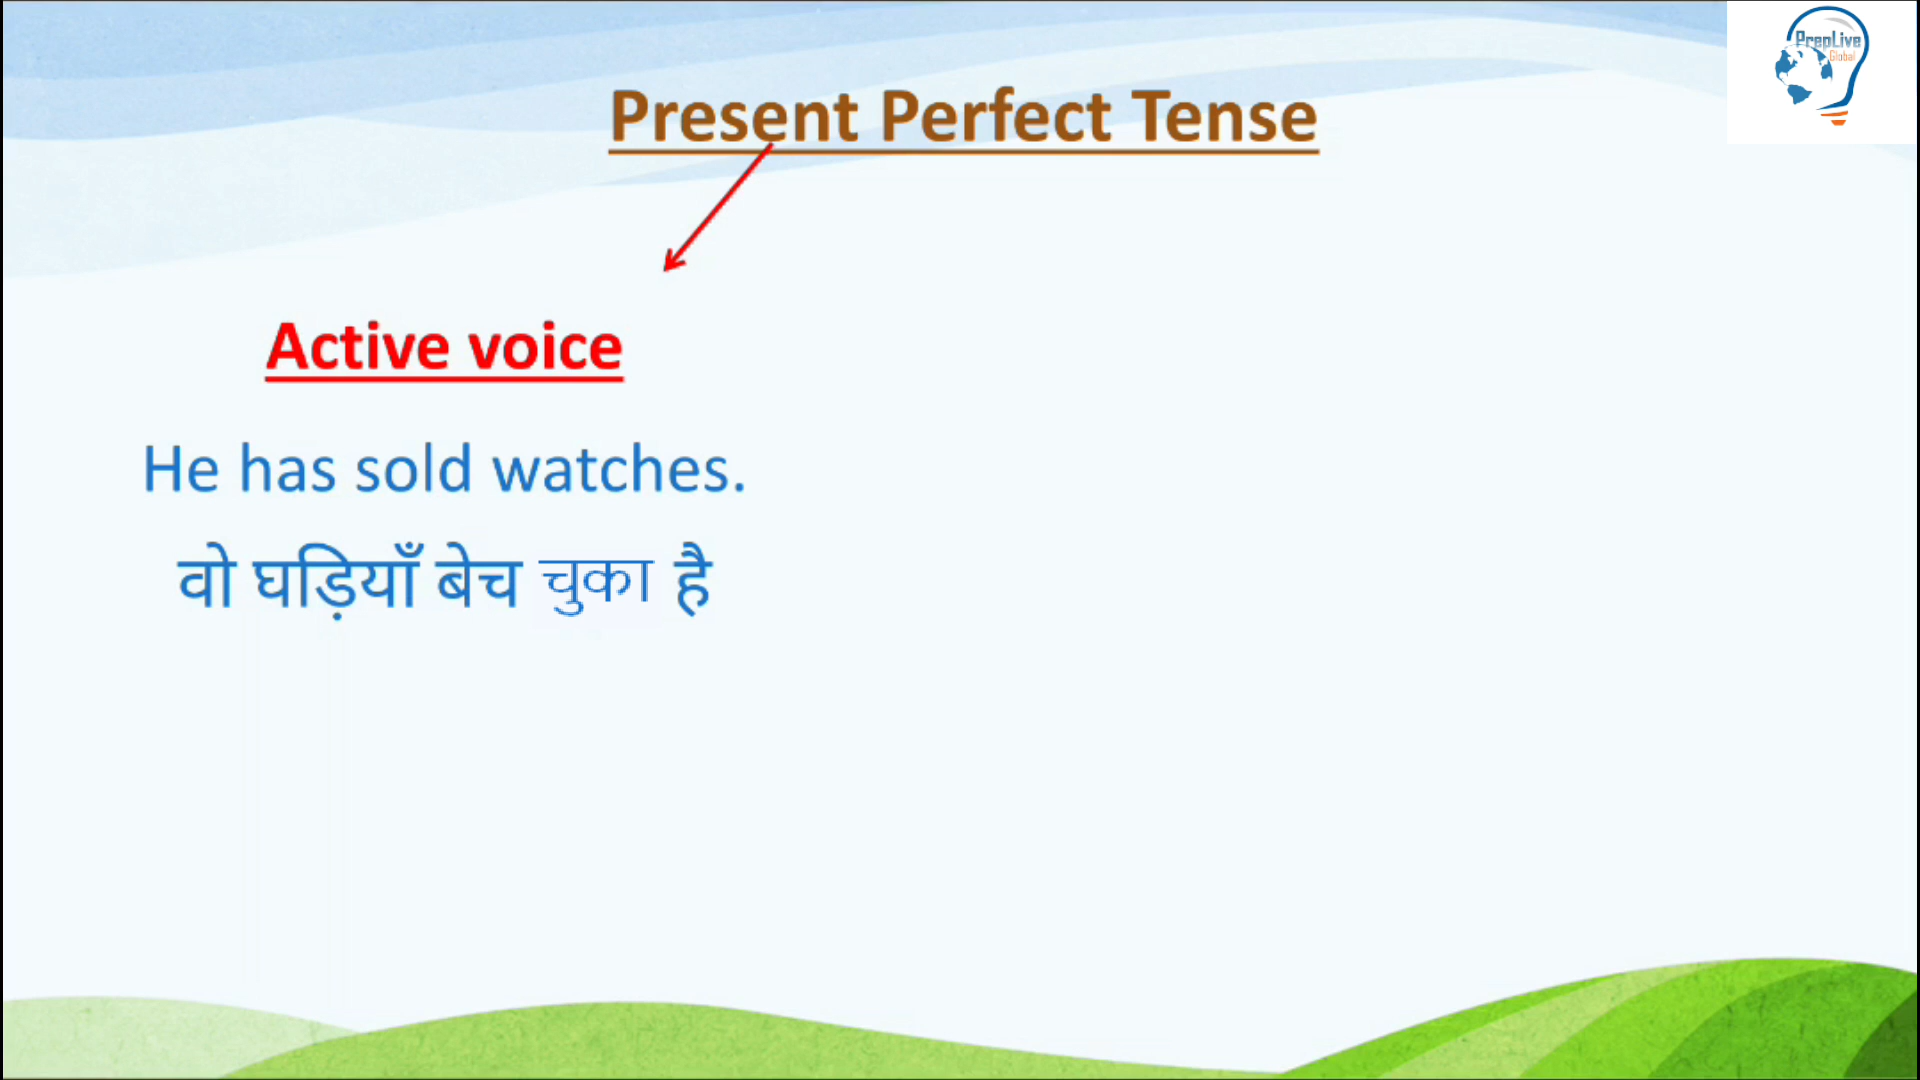 PrepLive
Global
Present Perfect Tense
Active voice
He has sold watches.
वो घड़ियाँ बेच चुका है